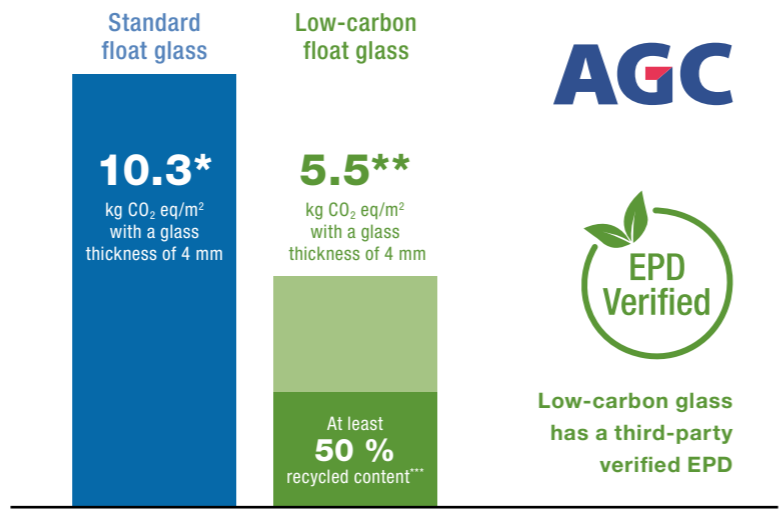 Standard
float glass
10.3*
kg CO₂ eq/m²
with a glass
thickness of 4 mm
Low-carbon
float glass
5.5**
kg CO₂ eq/m²
with a glass
thickness of 4 mm
At least
50 %
recycled content***
AGC
EPD
Verified
Low-carbon glass
has a third-party
verified EPD